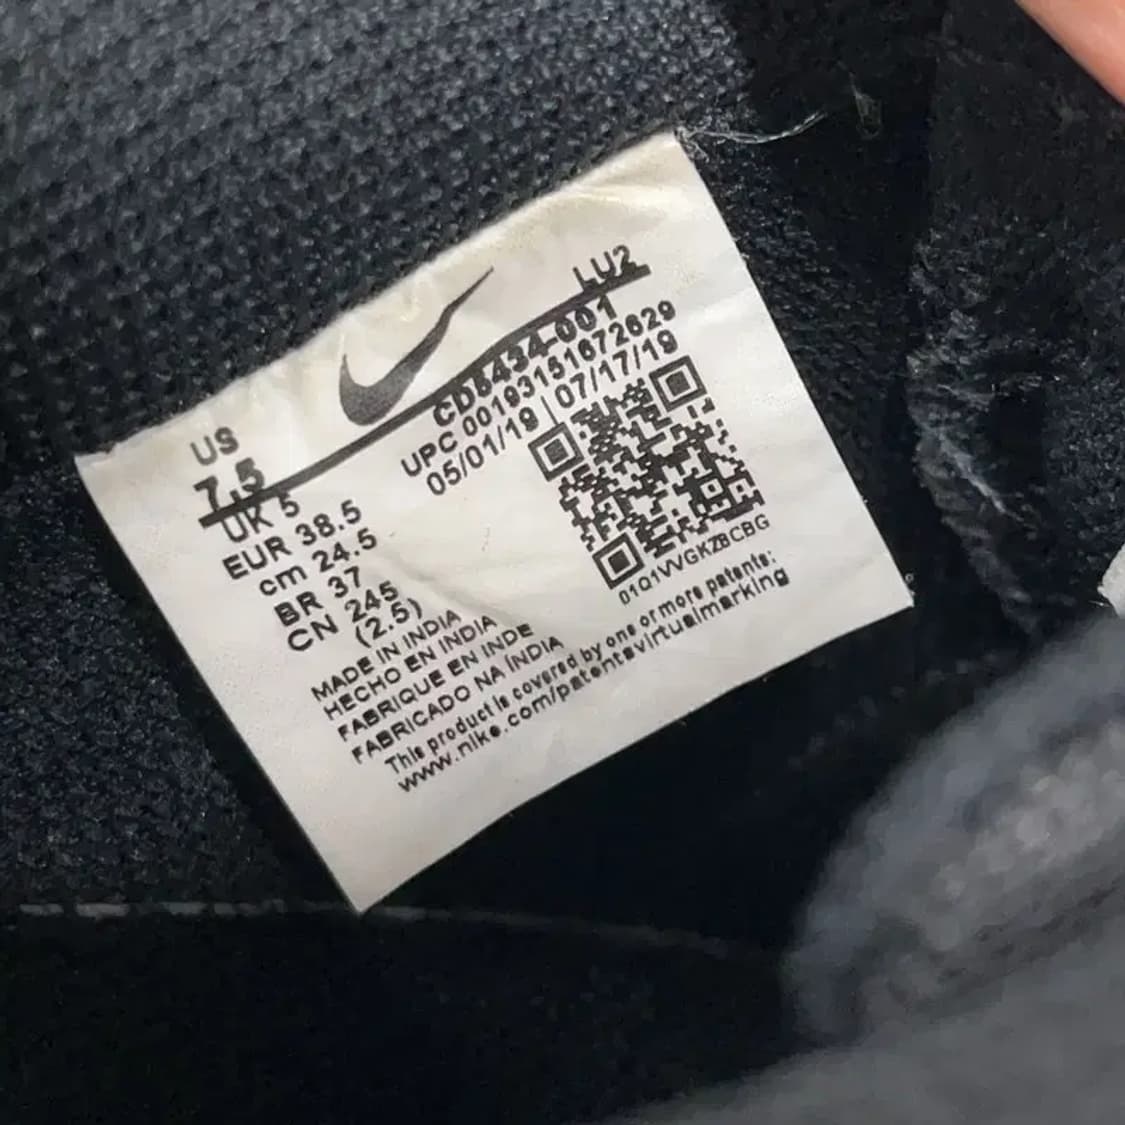 LU2
CD5434-001
UPC 00193151672629
05/01/19 | 07/17/19
US
7.5
UK 5
EUR 38.5
cm 24.5
BR 37
CN 245
(2.5)
01Q1VVGKZBCBG
MADE IN INDIA
HECHO EN INDIA
FABRIQUE EN INDE
FABRICADO NA ÍNDIA
This product is covered by one or more patents:
www.nike.com/patentsvirtualmarking